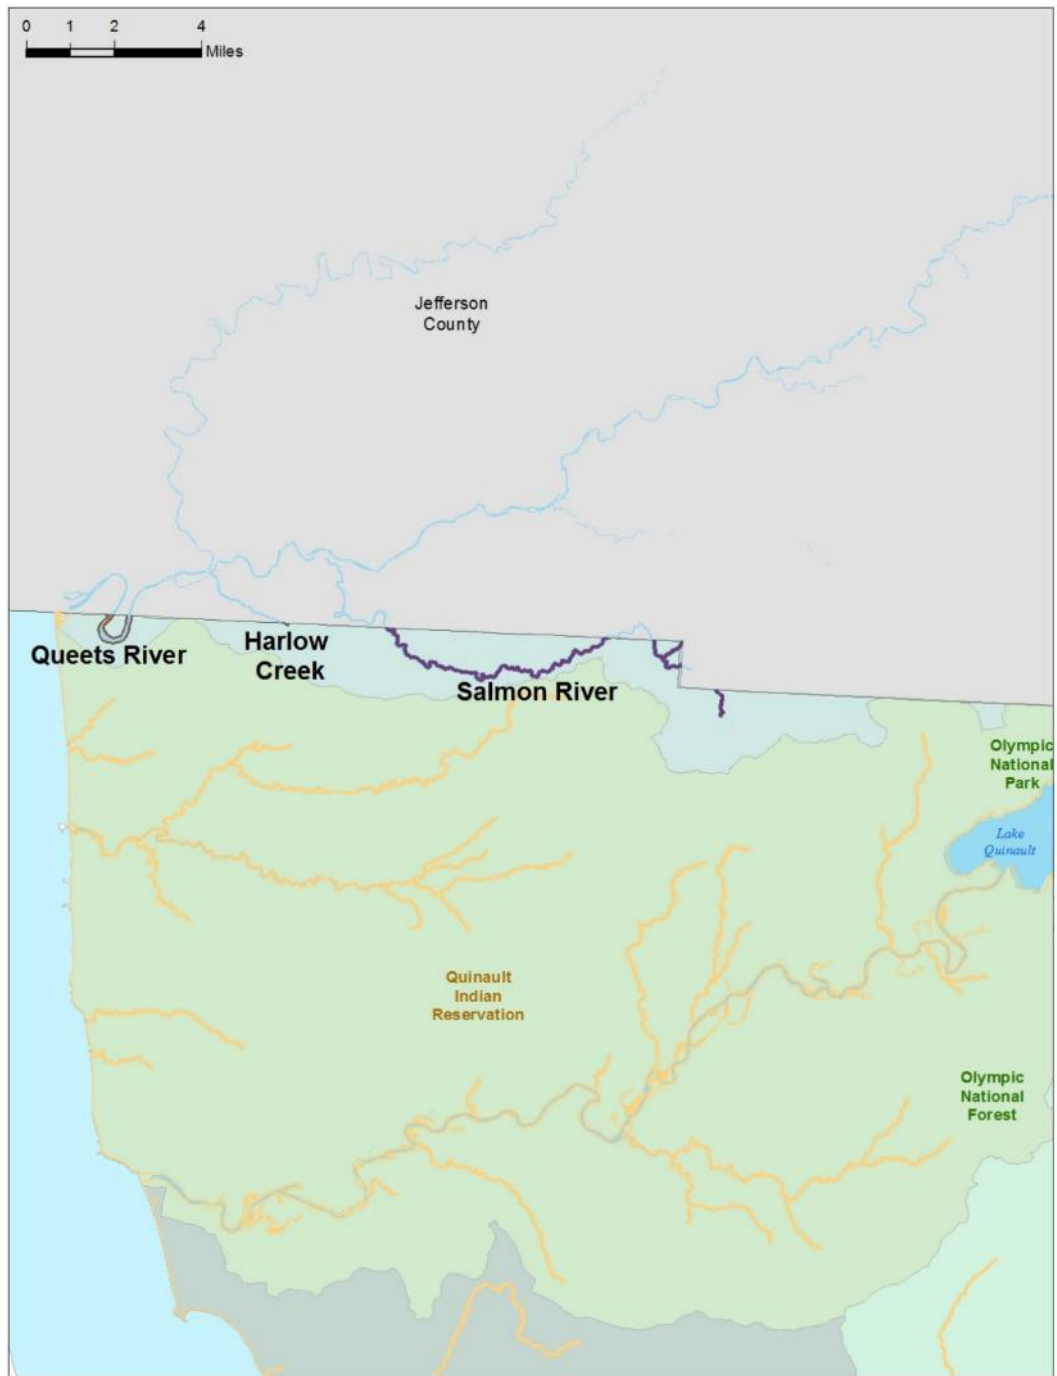 0 1 2 4
Miles
Jefferson
County
Queets River
Harlow
Creek
Salmon River
Olympic
National
Park
Lake
Quinault
Quinault
Indian
Reservation
Olympic
National
Forest